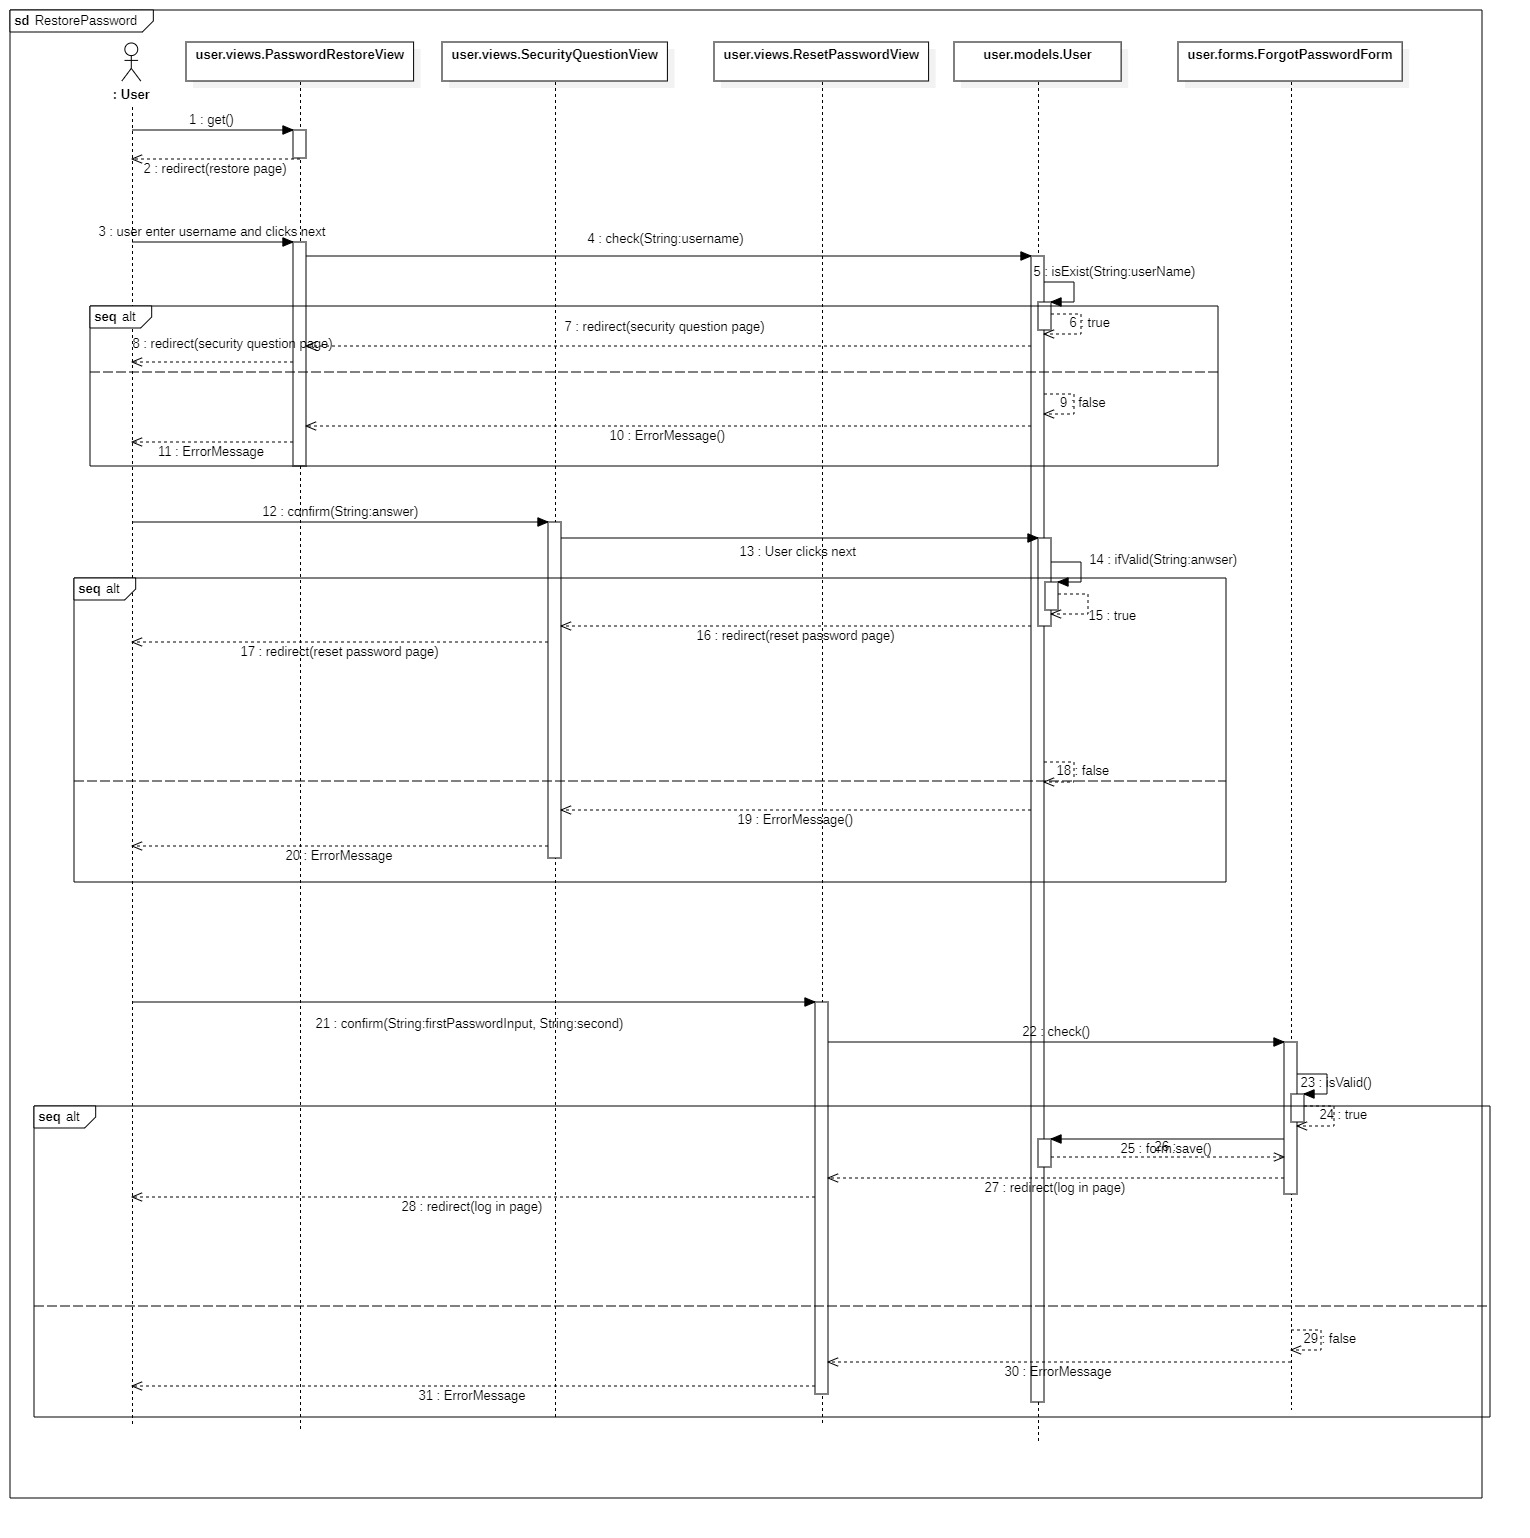 sd RestorePassword
user.views.PasswordRestoreView
user.views.SecurityQuestionView
user.views.ResetPasswordView
user.models.User
user.forms.ForgotPasswordForm
: User
1 : get()
2 : redirect(restore page)
3 : user enter username and clicks next
4 : check(String:username)
5 : isExist(String:userName)
seq alt
6 : true
7 : redirect(security question page)
8 : redirect(security question page)
9 : false
10 : ErrorMessage()
11 : ErrorMessage
12 : confirm(String:answer)
13 : User clicks next
14 : ifValid(String:anwser)
seq alt
15 : true
16 : redirect(reset password page)
17 : redirect(reset password page)
18 : false
19 : ErrorMessage()
20 : ErrorMessage
21 : confirm(String:firstPasswordInput, String:second)
22 : check()
23 : isValid()
seq alt
24 : true
25 : form.save()
26 :
27 : redirect(log in page)
28 : redirect(log in page)
29 : false
30 : ErrorMessage
31 : ErrorMessage